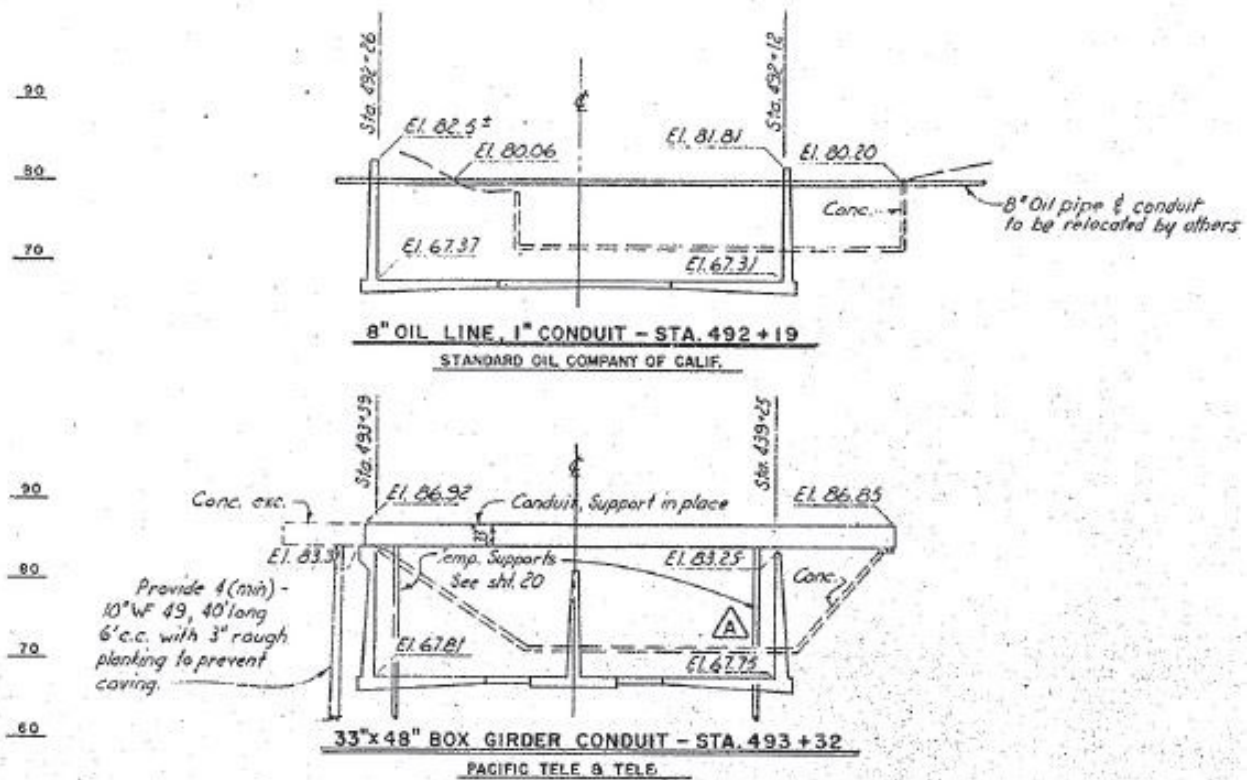 Sta. 492+26
Sta. 492+12
90
℄
El. 82.5±
El. 80.06
El. 81.81
El. 80.20
80
Conc.
8" Oil pipe & conduit
to be relocated by others
70
El. 67.37
El. 67.31
8" OIL LINE, 1" CONDUIT - STA. 492+19
STANDARD OIL COMPANY OF CALIF.
Sta. 493+39
Sta. 439+25
90
℄
Conc. exc.
El. 86.92
Conduit, Support in place
El. 86.85
33"
El. 83.3
Temp. Supports
See sht. 20
El. 83.25
80
Conc.
Provide 4(min) -
10" WF 49, 40' long
6' c.c. with 3" rough
planking to prevent
caving.
A
70
El. 67.81
El. 67.75
60
33"x48" BOX GIRDER CONDUIT - STA. 493+32
PACIFIC TELE & TELE